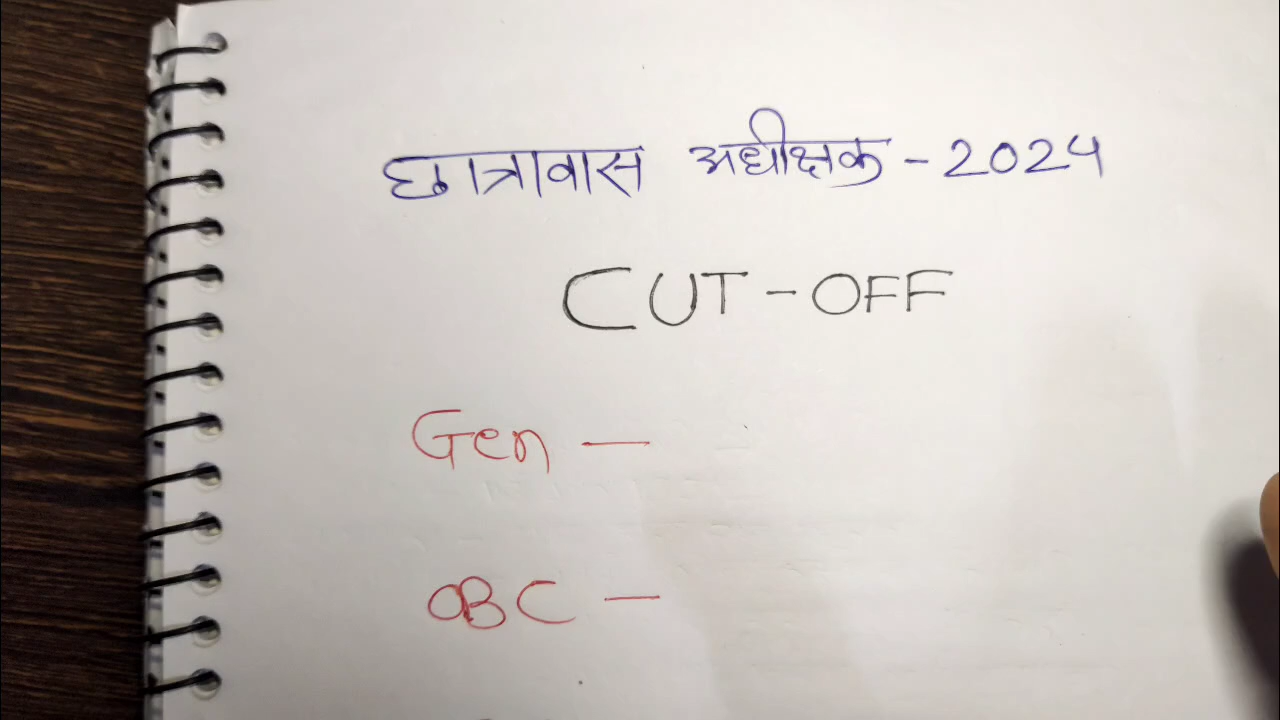 छात्रावास अधीक्षक - 2024
CUT - OFF
Gen —
OBC —